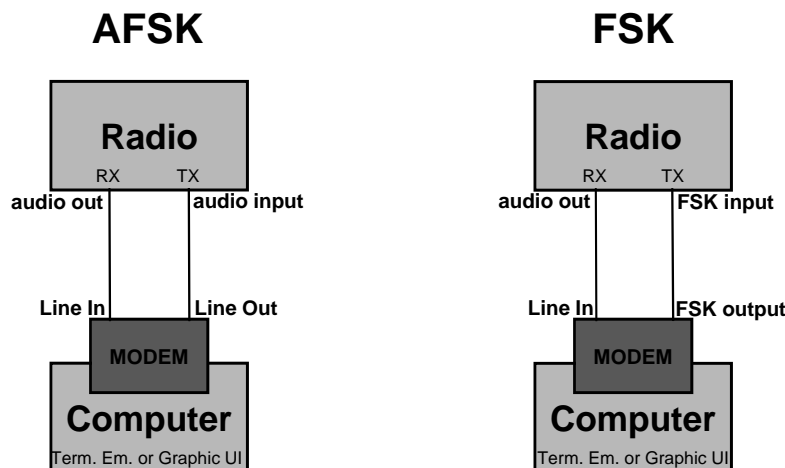 AFSK
Radio
RX TX
audio out audio input
Line In Line Out
MODEM
Computer
Term. Em. or Graphic UI
FSK
Radio
RX TX
audio out FSK input
Line In FSK output
MODEM
Computer
Term. Em. or Graphic UI